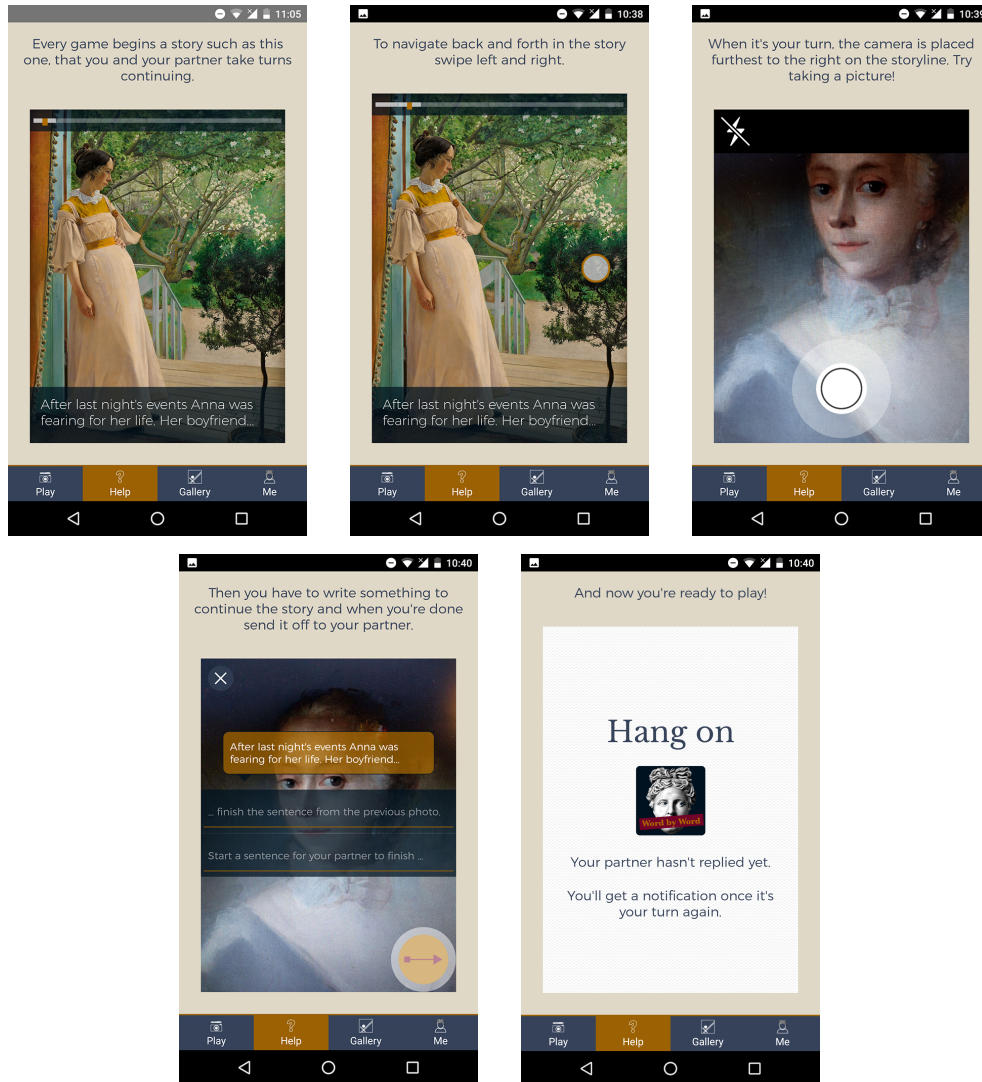 11:05
Every game begins a story such as this
one, that you and your partner take turns
continuing.
After last night's events Anna was
fearing for her life. Her boyfriend...
Play
Help
Gallery
Me
10:38
To navigate back and forth in the story
swipe left and right.
After last night's events Anna was
fearing for her life. Her boyfriend...
Play
Help
Gallery
Me
10:39
When it's your turn, the camera is placed
furthest to the right on the storyline. Try
taking a picture!
Play
Help
Gallery
Me
10:40
Then you have to write something to
continue the story and when you're done
send it off to your partner.
After last night's events Anna was
fearing for her life. Her boyfriend...
... finish the sentence from the previous photo.
Start a sentence for your partner to finish ...
Play
Help
Gallery
Me
10:40
And now you're ready to play!
Hang on
Word by Word
Your partner hasn't replied yet.
You'll get a notification once it's
your turn again.
Play
Help
Gallery
Me